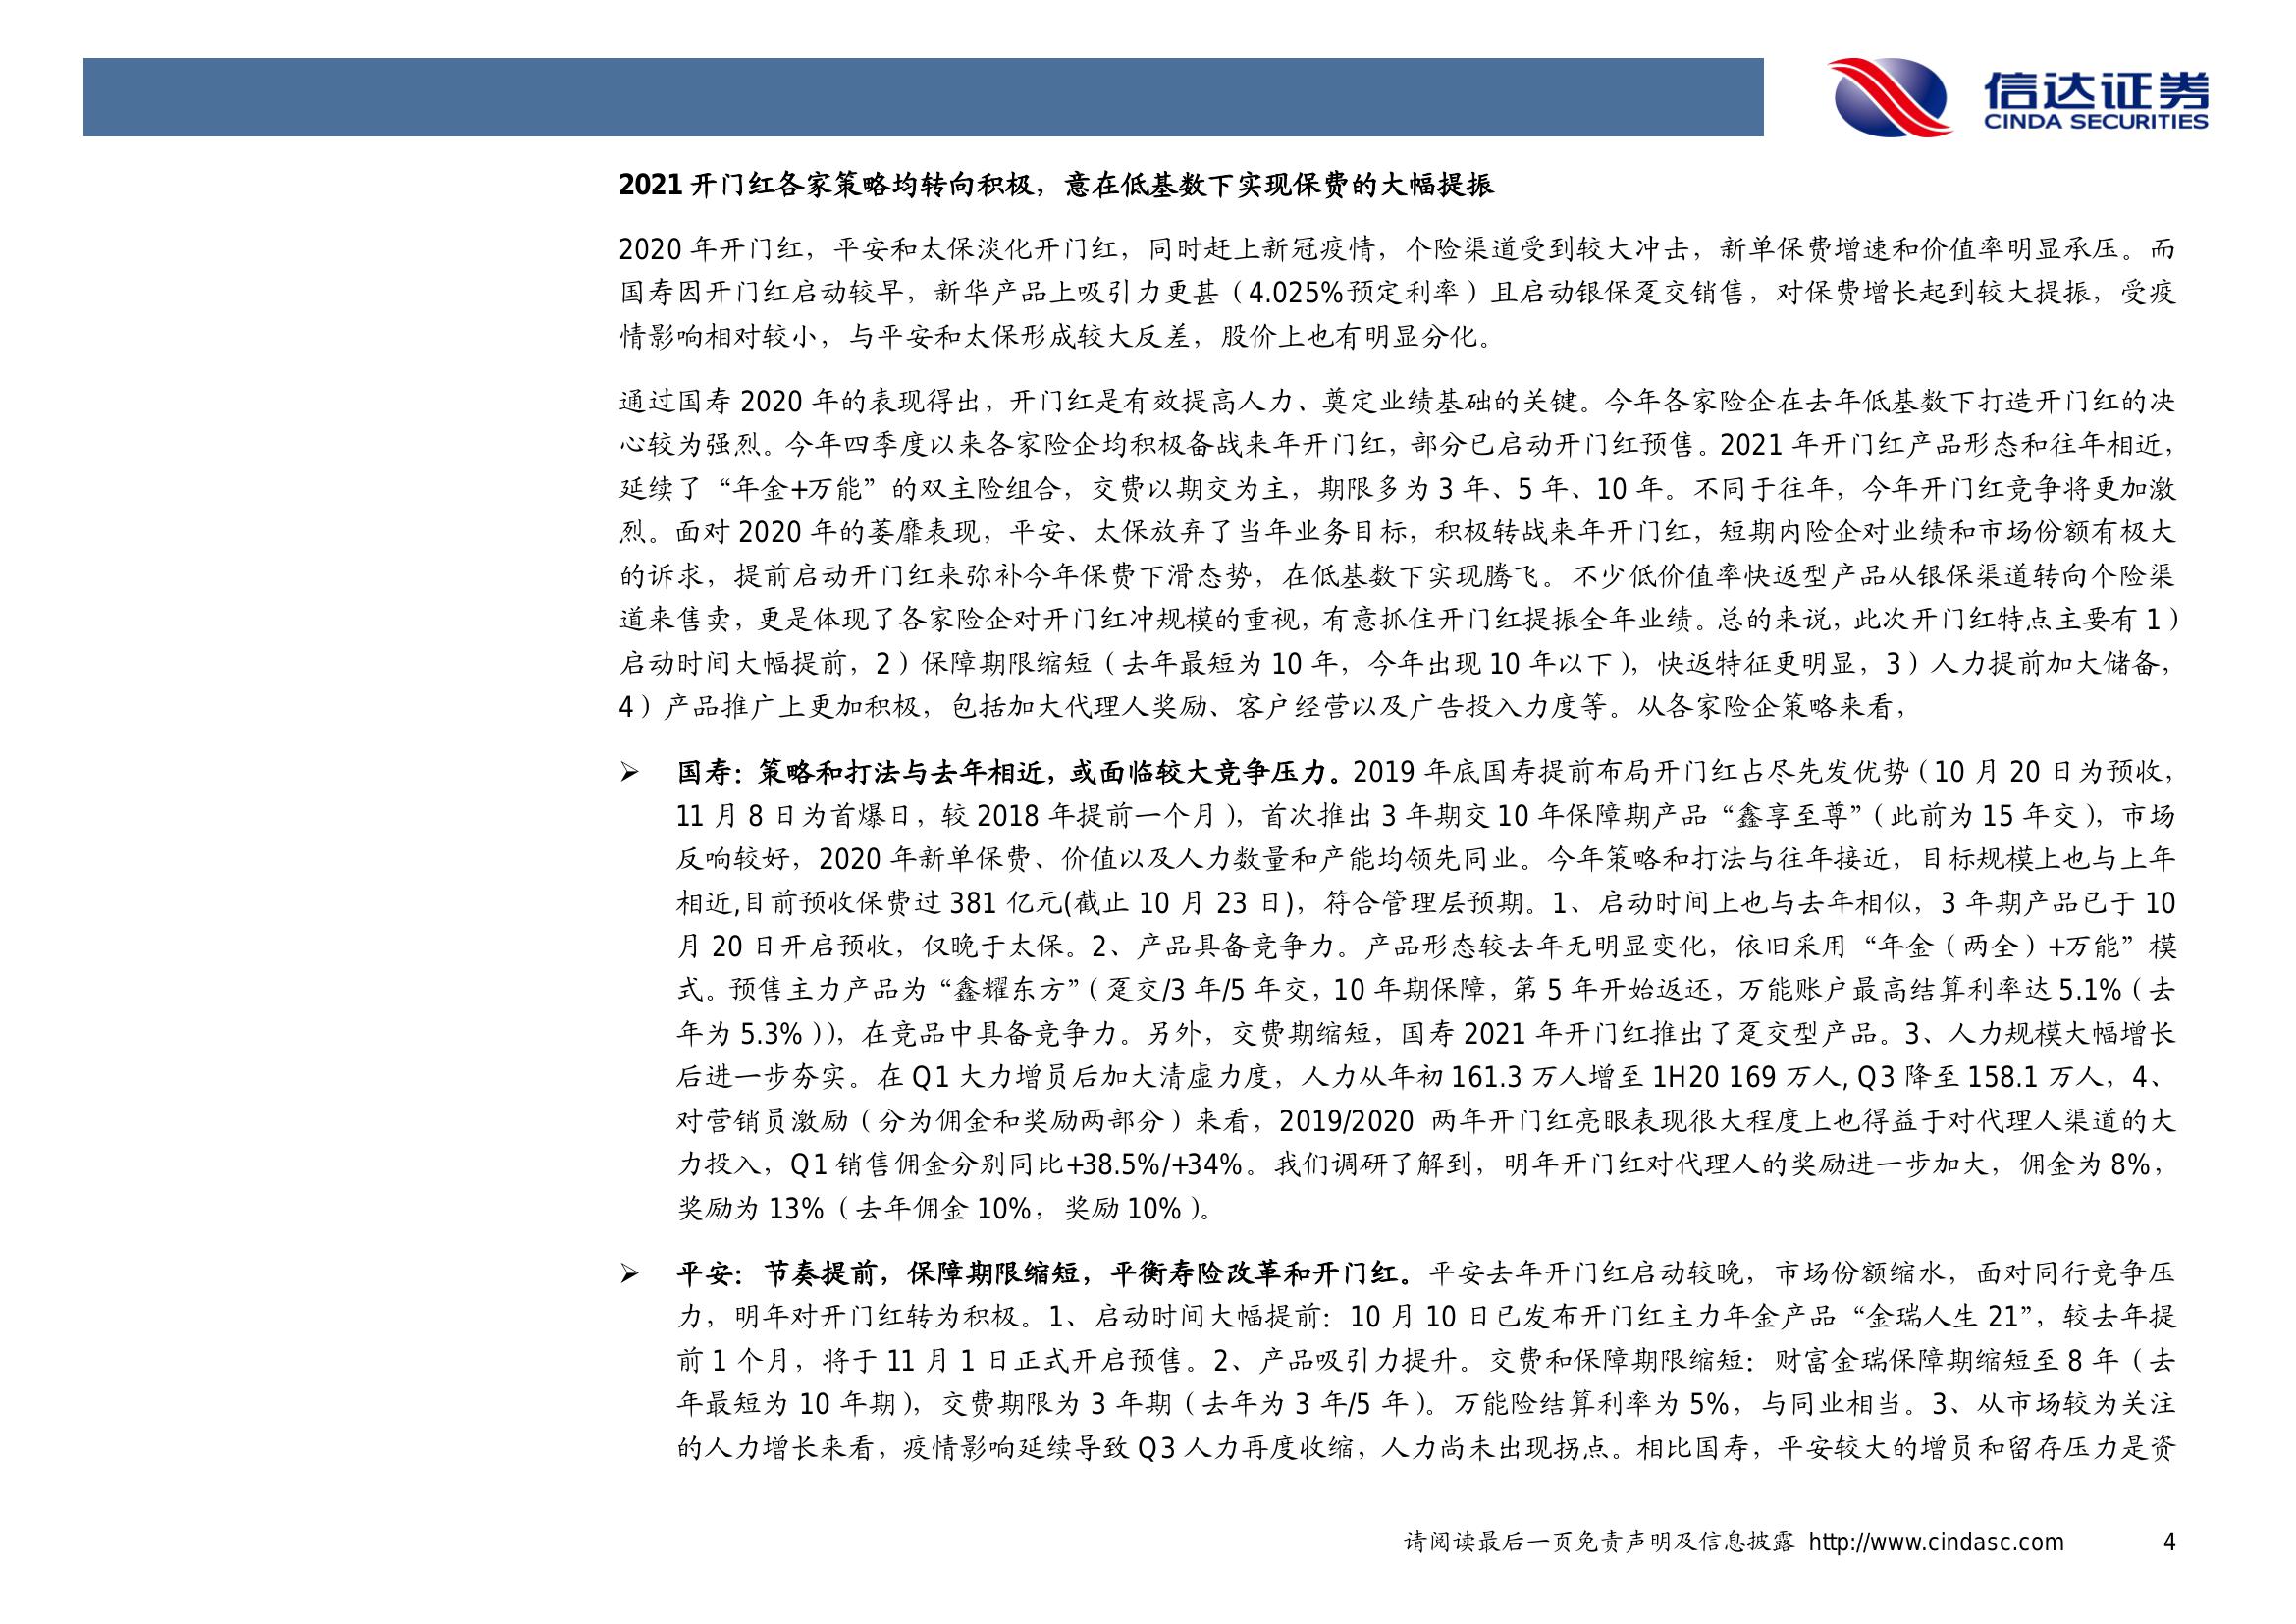 信达证券
CINDA SECURITIES
2021 开门红各家策略均转向积极，意在低基数下实现保费的大幅提振
2020 年开门红，平安和太保淡化开门红，同时赶上新冠疫情，个险渠道受到较大冲击，新单保费增速和价值率明显承压。而
国寿因开门红启动较早，新华产品上吸引力更甚（4.025%预定利率）且启动银保趸交销售，对保费增长起到较大提振，受疫
情影响相对较小，与平安和太保形成较大反差，股价上也有明显分化。
通过国寿 2020 年的表现得出，开门红是有效提高人力、奠定业绩基础的关键。今年各家险企在去年低基数下打造开门红的决
心较为强烈。今年四季度以来各家险企均积极备战来年开门红，部分已启动开门红预售。2021 年开门红产品形态和往年相近，
延续了“年金+万能”的双主险组合，交费以期交为主，期限多为 3 年、5 年、10 年。不同于往年，今年开门红竞争将更加激
烈。面对 2020 年的萎靡表现，平安、太保放弃了当年业务目标，积极转战来年开门红，短期内险企对业绩和市场份额有极大
的诉求，提前启动开门红来弥补今年保费下滑态势，在低基数下实现腾飞。不少低价值率快返型产品从银保渠道转向个险渠
道来售卖，更是体现了各家险企对开门红冲规模的重视，有意抓住开门红提振全年业绩。总的来说，此次开门红特点主要有 1）
启动时间大幅提前，2）保障期限缩短（去年最短为 10 年，今年出现 10 年以下），快返特征更明显，3）人力提前加大储备，
4）产品推广上更加积极，包括加大代理人奖励、客户经营以及广告投入力度等。从各家险企策略来看，
➢ 国寿：策略和打法与去年相近，或面临较大竞争压力。2019 年底国寿提前布局开门红占尽先发优势（10 月 20 日为预收，
11 月 8 日为首爆日，较 2018 年提前一个月），首次推出 3 年期交 10 年保障期产品“鑫享至尊”（此前为 15 年交），市场
反响较好，2020 年新单保费、价值以及人力数量和产能均领先同业。今年策略和打法与往年接近，目标规模上也与上年
相近,目前预收保费过 381 亿元(截止 10 月 23 日)，符合管理层预期。1、启动时间上也与去年相似，3 年期产品已于 10
月 20 日开启预收，仅晚于太保。2、产品具备竞争力。产品形态较去年无明显变化，依旧采用“年金（两全）+万能”模
式。预售主力产品为“鑫耀东方”（趸交/3 年/5 年交，10 年期保障，第 5 年开始返还，万能账户最高结算利率达 5.1%（去
年为 5.3%）），在竞品中具备竞争力。另外，交费期缩短，国寿 2021 年开门红推出了趸交型产品。3、人力规模大幅增长
后进一步夯实。在 Q1 大力增员后加大清虚力度，人力从年初 161.3 万人增至 1H20 169 万人, Q3 降至 158.1 万人，4、
对营销员激励（分为佣金和奖励两部分）来看，2019/2020 两年开门红亮眼表现很大程度上也得益于对代理人渠道的大
力投入，Q1 销售佣金分别同比+38.5%/+34%。我们调研了解到，明年开门红对代理人的奖励进一步加大，佣金为 8%，
奖励为 13%（去年佣金 10%，奖励 10%）。
➢ 平安：节奏提前，保障期限缩短，平衡寿险改革和开门红。平安去年开门红启动较晚，市场份额缩水，面对同行竞争压
力，明年对开门红转为积极。1、启动时间大幅提前：10 月 10 日已发布开门红主力年金产品“金瑞人生 21”，较去年提
前 1 个月，将于 11 月 1 日正式开启预售。2、产品吸引力提升。交费和保障期限缩短：财富金瑞保障期缩短至 8 年（去
年最短为 10 年期），交费期限为 3 年期（去年为 3 年/5 年）。万能险结算利率为 5%，与同业相当。3、从市场较为关注
的人力增长来看，疫情影响延续导致 Q3 人力再度收缩，人力尚未出现拐点。相比国寿，平安较大的增员和留存压力是资
请阅读最后一页免责声明及信息披露 http://www.cindasc.com 4